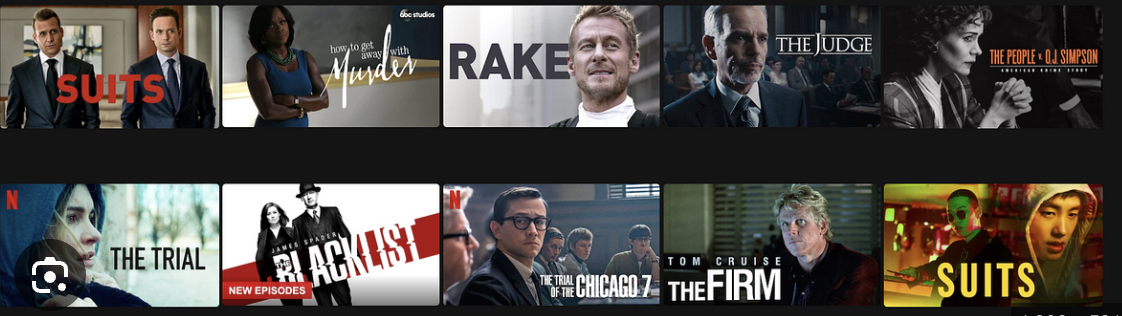 SUITS
abc studios
how to get
away with
Murder
RAKE
THE JUDGE
THE PEOPLE v. O.J. SIMPSON
AMERICAN CRIME STORY
N
THE TRIAL
JAMES SPADER
THE BLACKLIST
NEW EPISODES
N
THE TRIAL
OF THE CHICAGO 7
TOM CRUISE
THE FIRM
SUITS